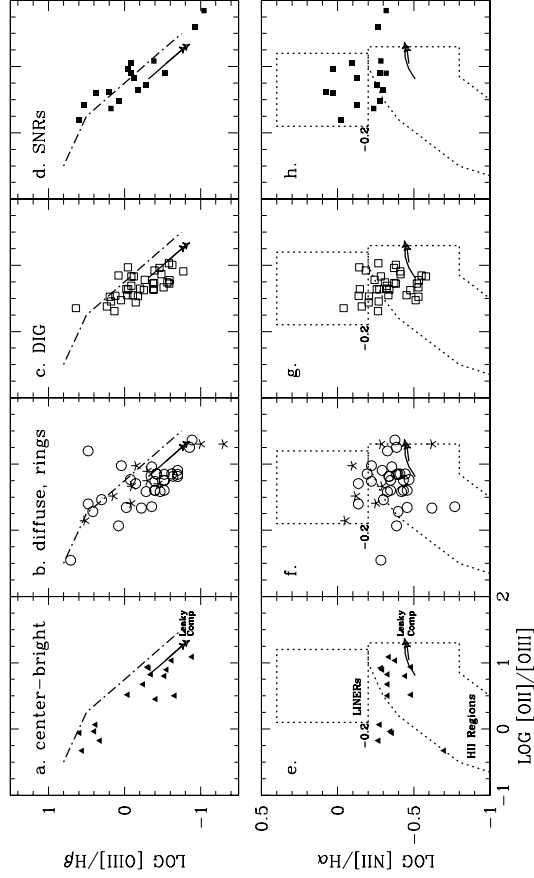 a. center-bright
b. diffuse, rings
c. DIG
d. SNRs
LOG [OIII]/Hβ
1
0
−1
Leaky
Comp
e.
f.
g.
h.
LOG [NII]/Hα
0.5
0
−0.5
−1
LINERs
-0.2
-0.2
-0.2
-0.2
Leaky
Comp
HII Regions
−1
0
1
2
LOG [OII]/[OIII]